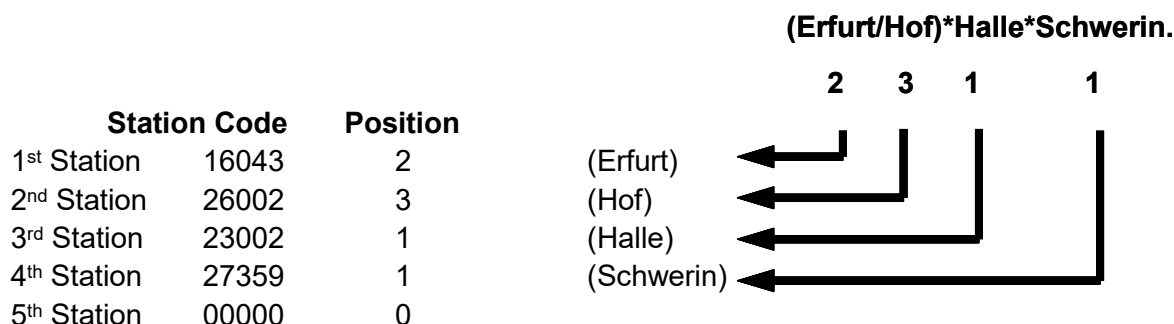 (Erfurt/Hof)*Halle*Schwerin.
2 3 1 1
Station Code Position
1st Station 16043 2 (Erfurt)
2nd Station 26002 3 (Hof)
3rd Station 23002 1 (Halle)
4th Station 27359 1 (Schwerin)
5th Station 00000 0